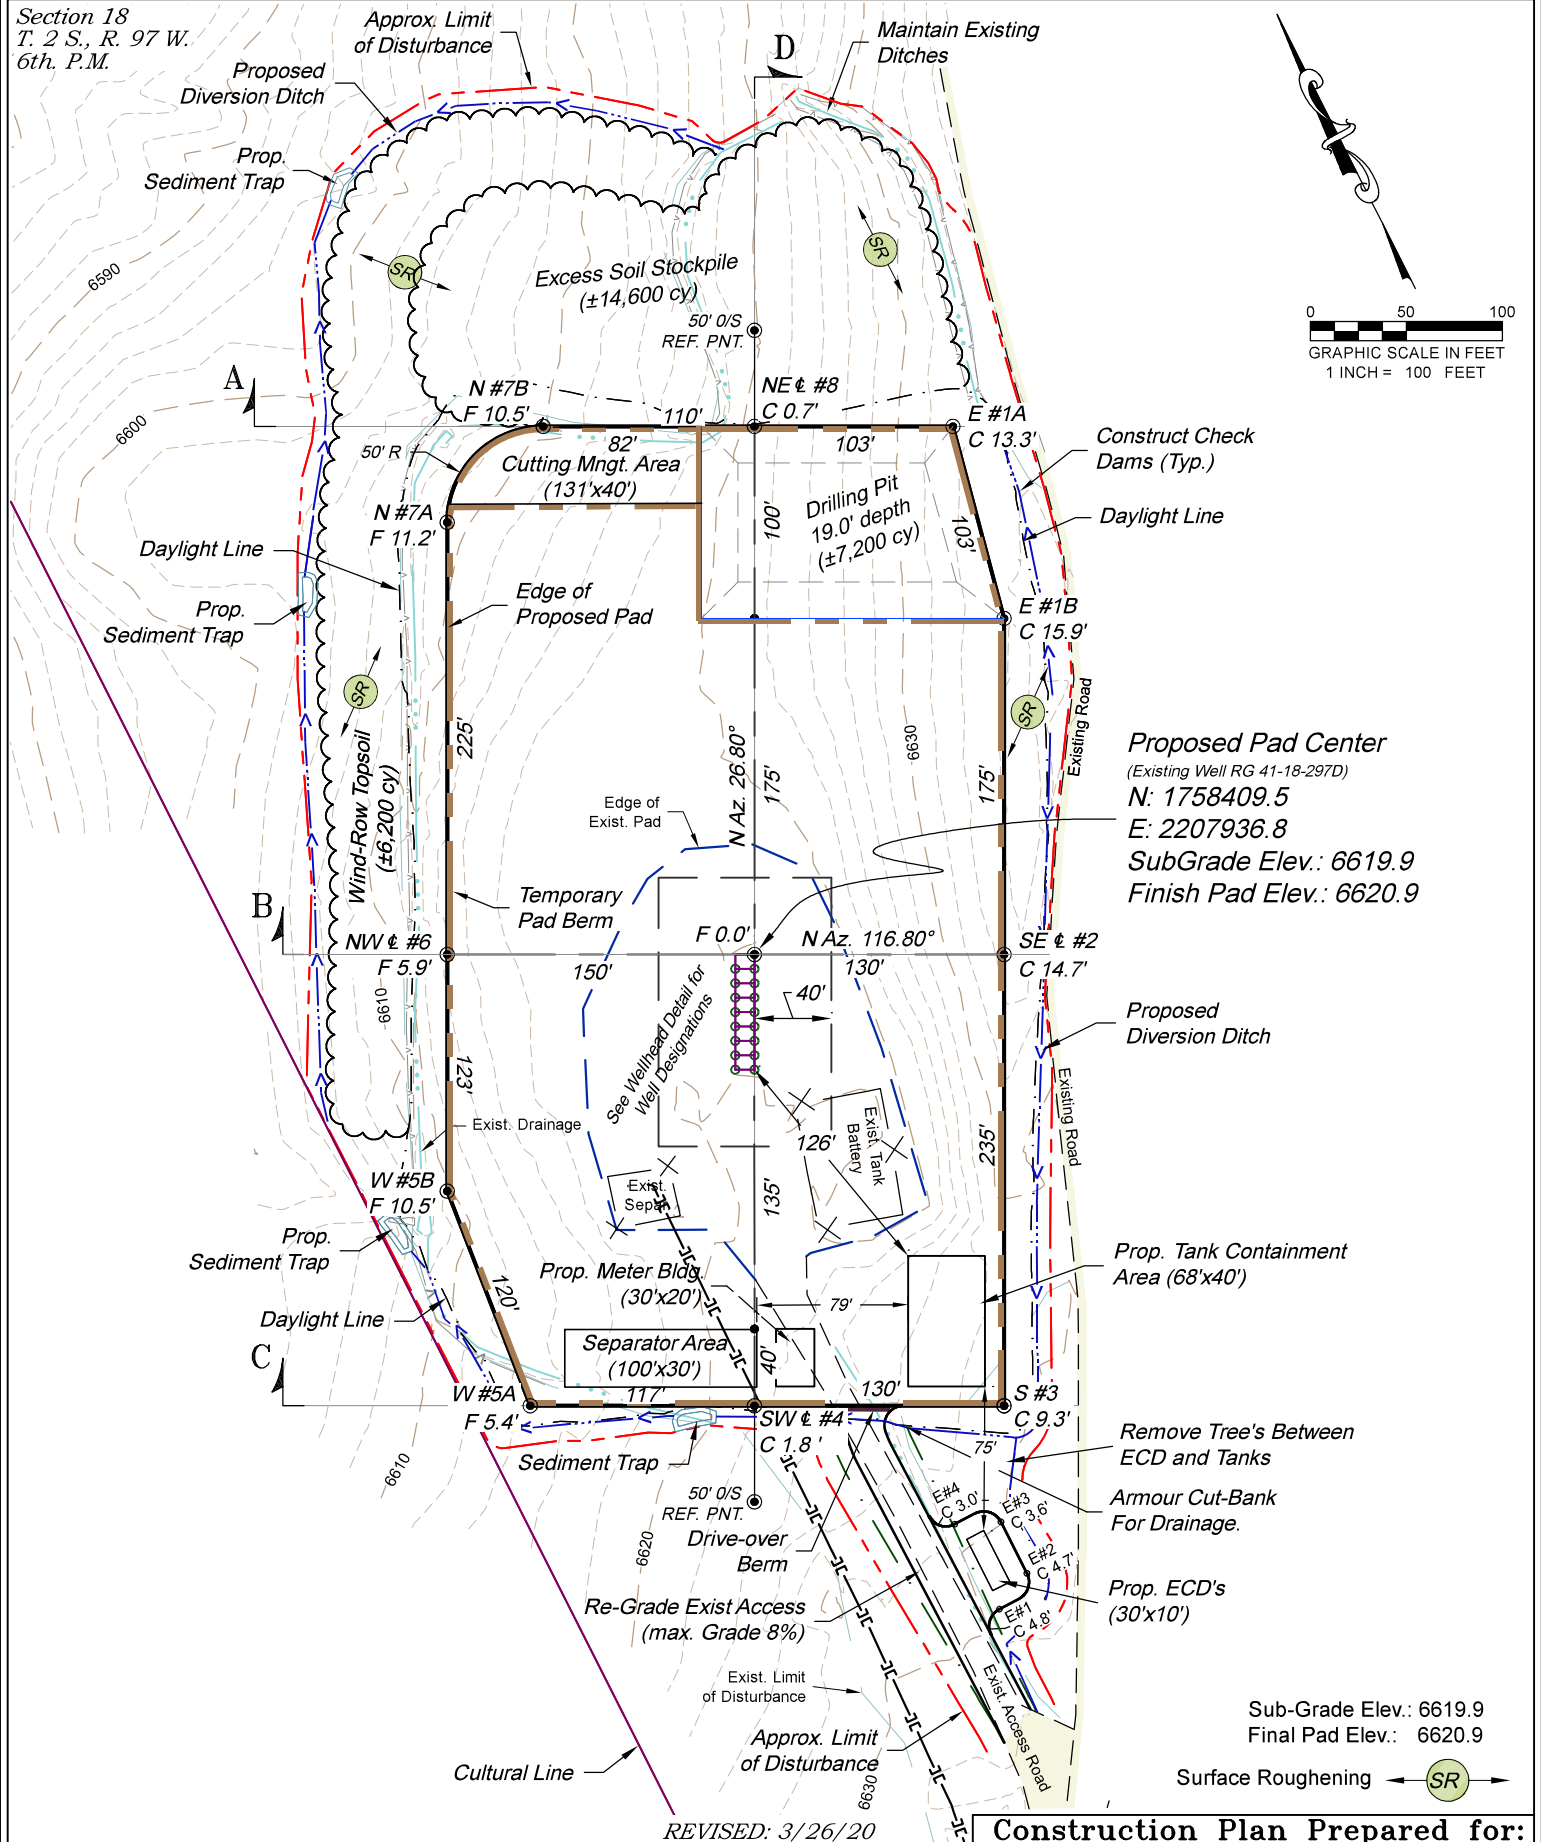 Section 18
T. 2 S., R. 97 W.
6th. P.M.
Approx. Limit
of Disturbance
Proposed
Diversion Ditch
Prop.
Sediment Trap
D
Maintain Existing
Ditches
0 50 100
GRAPHIC SCALE IN FEET
1 INCH = 100 FEET
6590
6600
SR
SR
Excess Soil Stockpile
(±14,600 cy)
50' O/S
REF. PNT.
A
N #7B
F 10.5'
110'
NE ℄ #8
C 0.7'
E #1A
C 13.3'
82'
103'
50' R
Cutting Mngt. Area
(131'x40')
Construct Check
Dams (Typ.)
Drilling Pit
19.0' depth
(±7,200 cy)
100'
103'
N #7A
F 11.2'
Daylight Line
Daylight Line
Prop.
Sediment Trap
Edge of
Proposed Pad
E #1B
C 15.9'
SR
SR
225'
N Az. 26.80°
175'
6630
175'
Existing Road
Wind-Row Topsoil
(±6,200 cy)
Edge of
Exist. Pad
Proposed Pad Center
(Existing Well RG 41-18-297D)
N: 1758409.5
E: 2207936.8
SubGrade Elev.: 6619.9
Finish Pad Elev.: 6620.9
Temporary
Pad Berm
B
NW ℄ #6
F 5.9'
F 0.0'
N Az. 116.80°
150'
130'
SE ℄ #2
C 14.7'
40'
6610
See Wellhead Detail for
Well Designations
Proposed
Diversion Ditch
123'
Exist. Drainage
126'
Exist. Tank
Battery
235'
Existing Road
W #5B
F 10.5'
Exist.
Sepa.
135'
Prop.
Sediment Trap
Prop. Meter Bldg.
(30'x20')
Prop. Tank Containment
Area (68'x40')
120'
79'
Daylight Line
Separator Area
(100'x30')
40'
C
W #5A
F 5.4'
117'
130'
SW ℄ #4
C 1.8 '
S #3
C 9.3'
Sediment Trap
75'
Remove Tree's Between
ECD and Tanks
6610
50' O/S
REF. PNT.
E#4
C 3.0'
E#3
C 3.6'
Armour Cut-Bank
For Drainage.
6620
Drive-over
Berm
E#2
C 4.7'
Re-Grade Exist Access
(max. Grade 8%)
E#1
C 4.8'
Prop. ECD's
(30'x10')
Exist. Limit
of Disturbance
Exist. Access Road
Approx. Limit
of Disturbance
Cultural Line
6630
Sub-Grade Elev.: 6619.9
Final Pad Elev.: 6620.9
Surface Roughening SR
REVISED: 3/26/20
Construction Plan Prepared for: